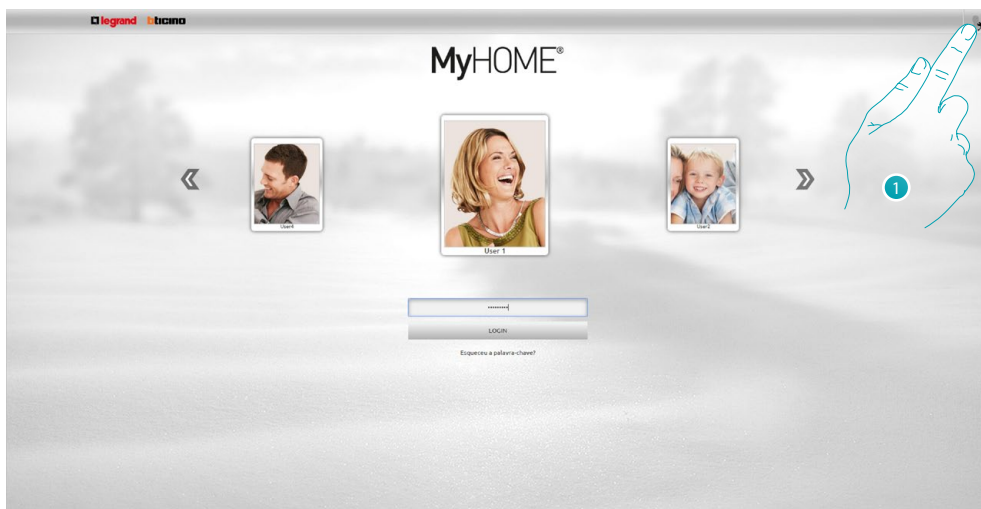 legrand bticino
MyHOME®
User4
User 1
User2
•••••••••
LOGIN
Esqueceu a palavra-chave?
1